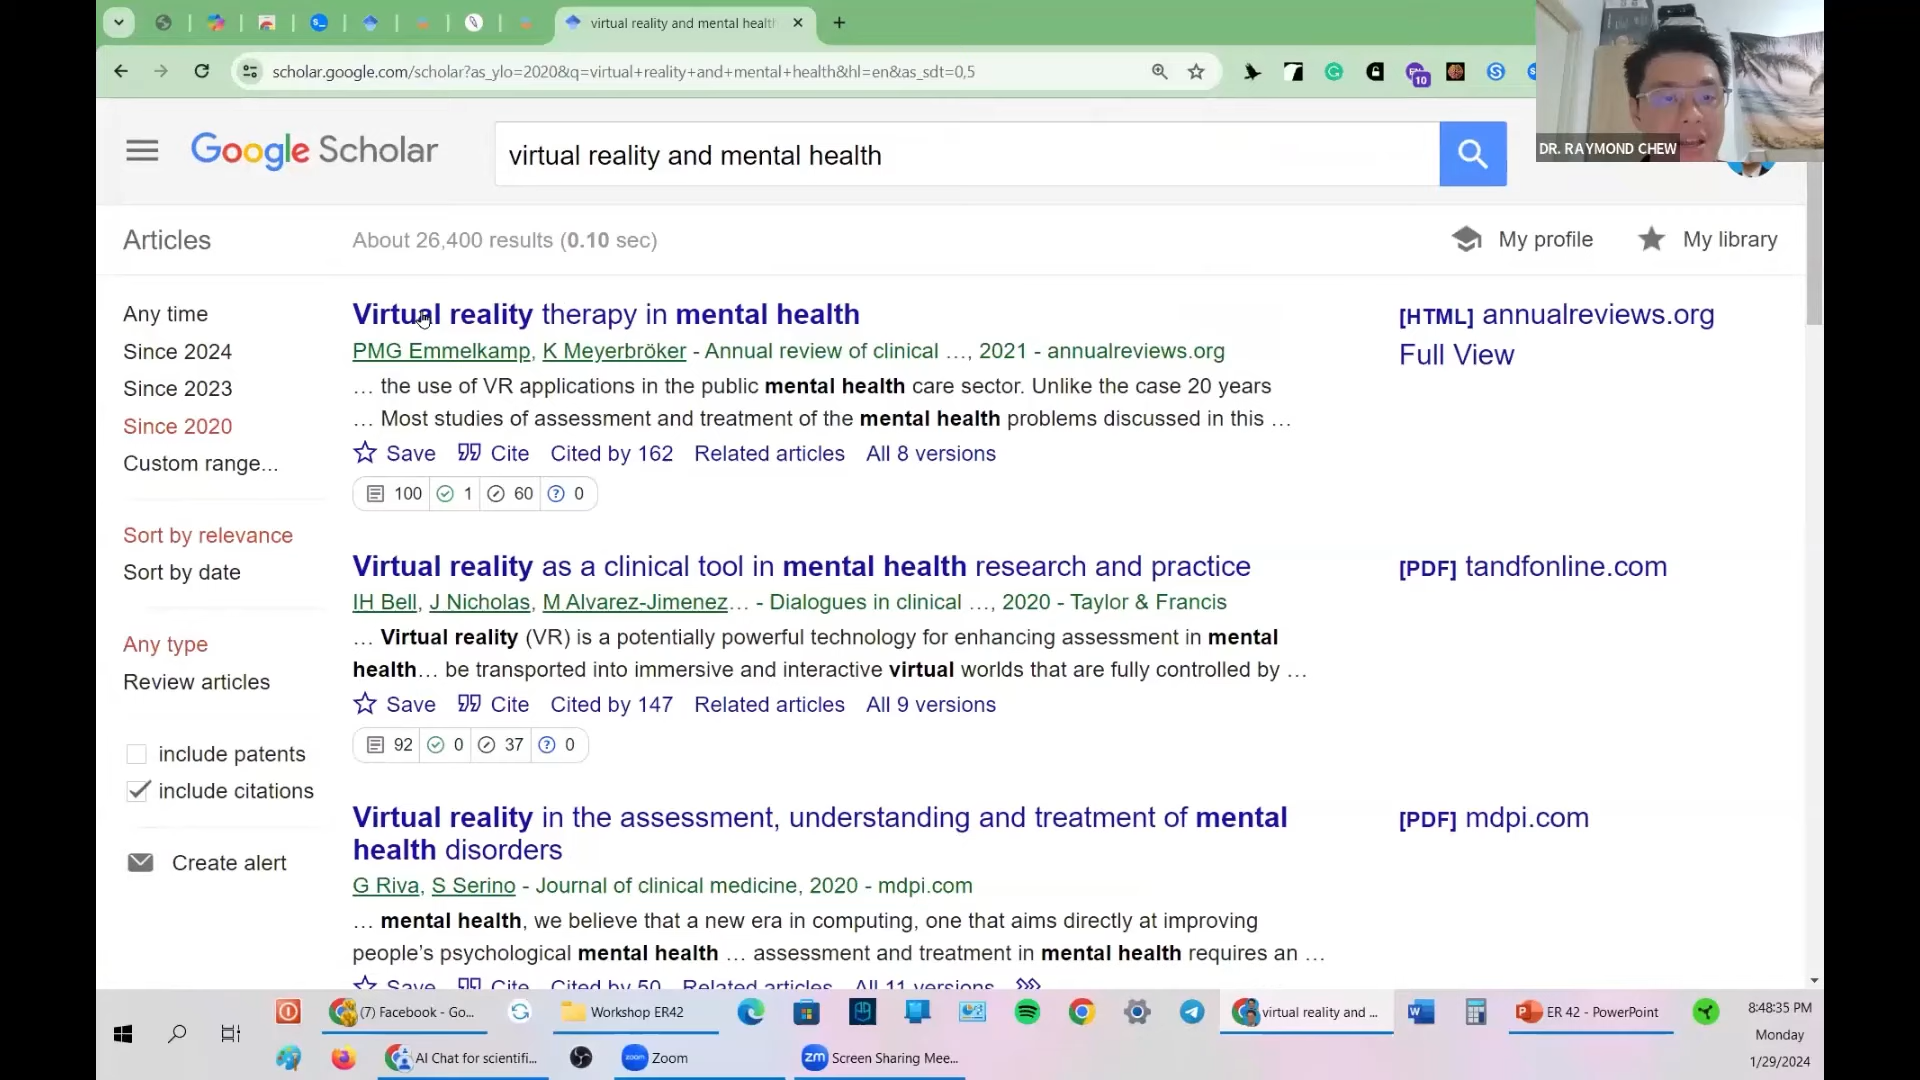 virtual reality and mental healt
scholar.google.com/scholar?as_ylo=2020&q=virtual+reality+and+mental+health&hl=en&as_sdt=0,5
10
DR. RAYMOND CHEW
Google Scholar
virtual reality and mental health
Articles
About 26,400 results (0.10 sec)
My profile
My library
Any time
Since 2024
Since 2023
Since 2020
Custom range...
Sort by relevance
Sort by date
Any type
Review articles
include patents
include citations
Create alert
Virtual reality therapy in mental health
PMG Emmelkamp, K Meyerbröker - Annual review of clinical …, 2021 - annualreviews.org
… the use of VR applications in the public mental health care sector. Unlike the case 20 years
… Most studies of assessment and treatment of the mental health problems discussed in this …
Save Cite Cited by 162 Related articles All 8 versions
100 1 60 0
[HTML] annualreviews.org
Full View
Virtual reality as a clinical tool in mental health research and practice
IH Bell, J Nicholas, M Alvarez-Jimenez… - Dialogues in clinical …, 2020 - Taylor & Francis
… Virtual reality (VR) is a potentially powerful technology for enhancing assessment in mental
health… be transported into immersive and interactive virtual worlds that are fully controlled by …
Save Cite Cited by 147 Related articles All 9 versions
92 0 37 0
[PDF] tandfonline.com
Virtual reality in the assessment, understanding and treatment of mental
health disorders
G Riva, S Serino - Journal of clinical medicine, 2020 - mdpi.com
… mental health, we believe that a new era in computing, one that aims directly at improving
people’s psychological mental health … assessment and treatment in mental health requires an …
Save Cite Cited by 50 Related articles All 11 versions
[PDF] mdpi.com
(7) Facebook - Go...
Workshop ER42
virtual reality and ...
ER 42 - PowerPoint
AI Chat for scientifi...
zoom
Zoom
zm
Screen Sharing Mee...
8:48:35 PM
Monday
1/29/2024